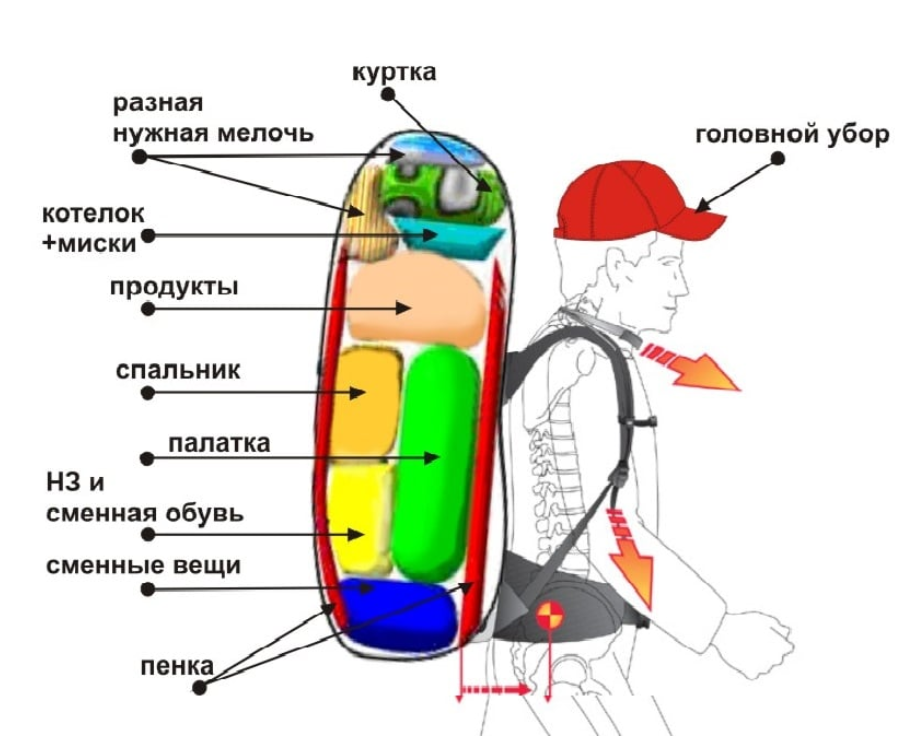 куртка
разная
нужная мелочь
головной убор
котелок
+миски
продукты
спальник
палатка
НЗ и
сменная обувь
сменные вещи
пенка